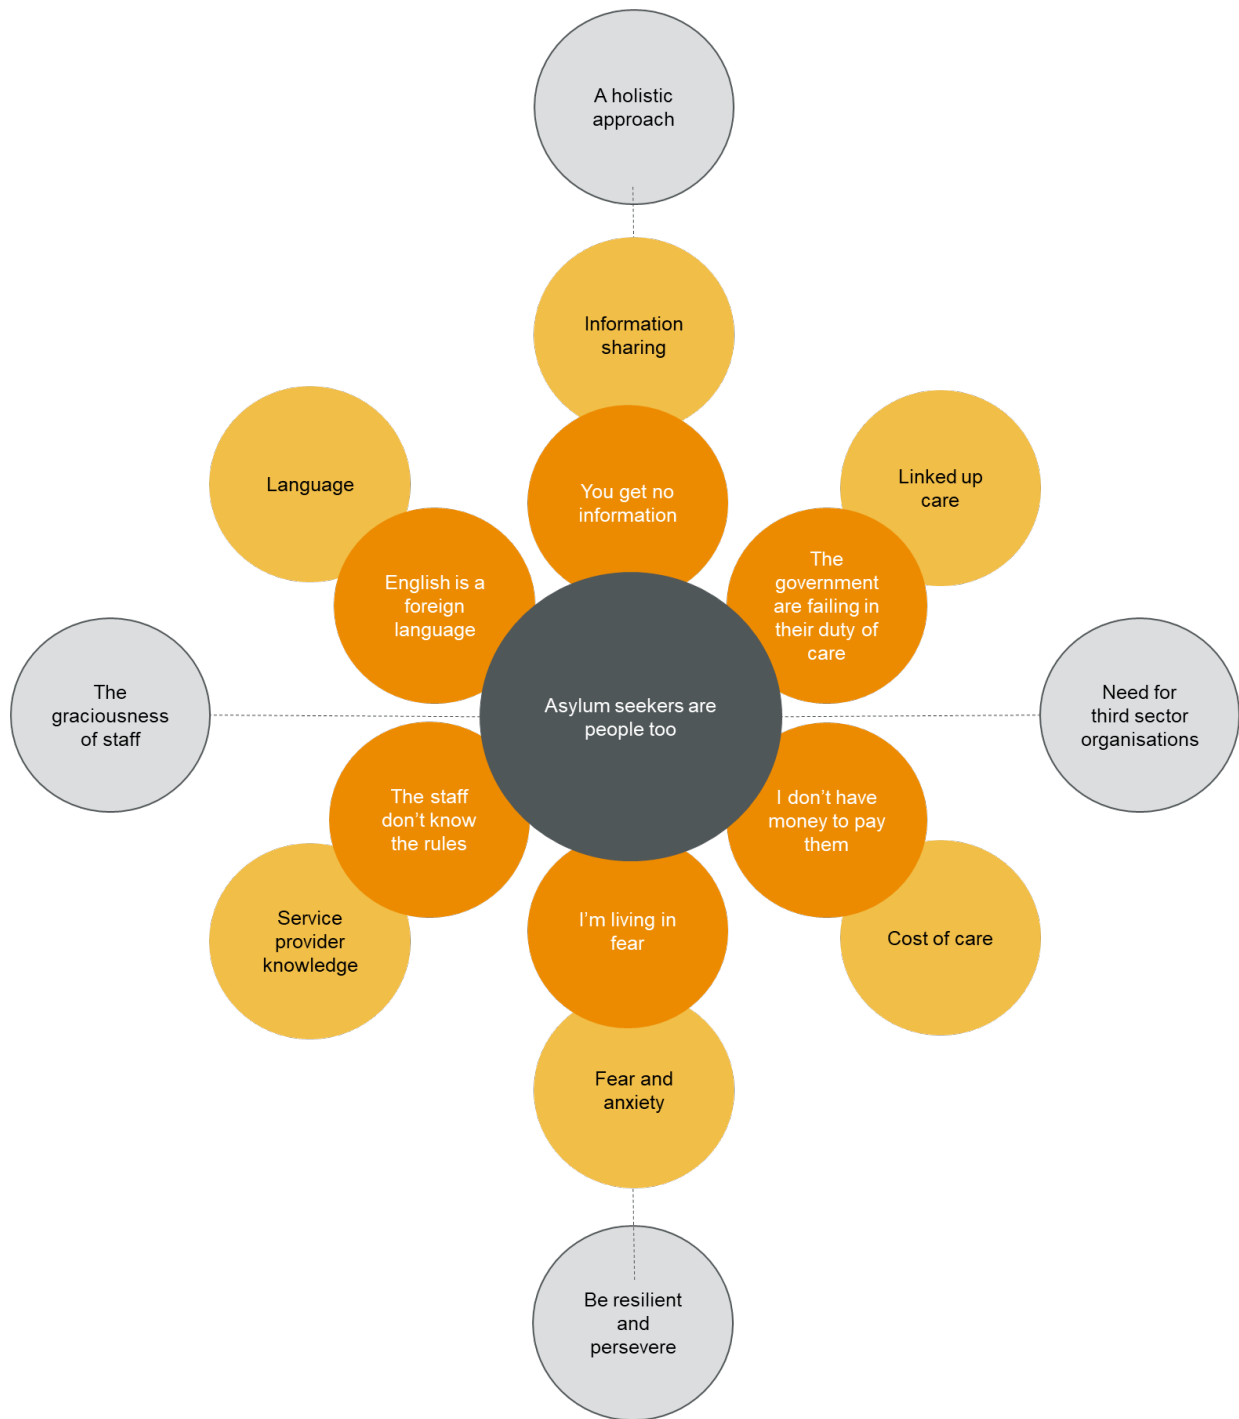 A holistic
approach
Information
sharing
You get no
information
Language
Linked up
care
English is a
foreign
language
The
government
are failing in
their duty of
care
The
graciousness
of staff
Asylum seekers are
people too
Need for
third sector
organisations
The staff
don’t know
the rules
I don’t have
money to pay
them
Service
provider
knowledge
I’m living in
fear
Cost of care
Fear and
anxiety
Be resilient
and
persevere